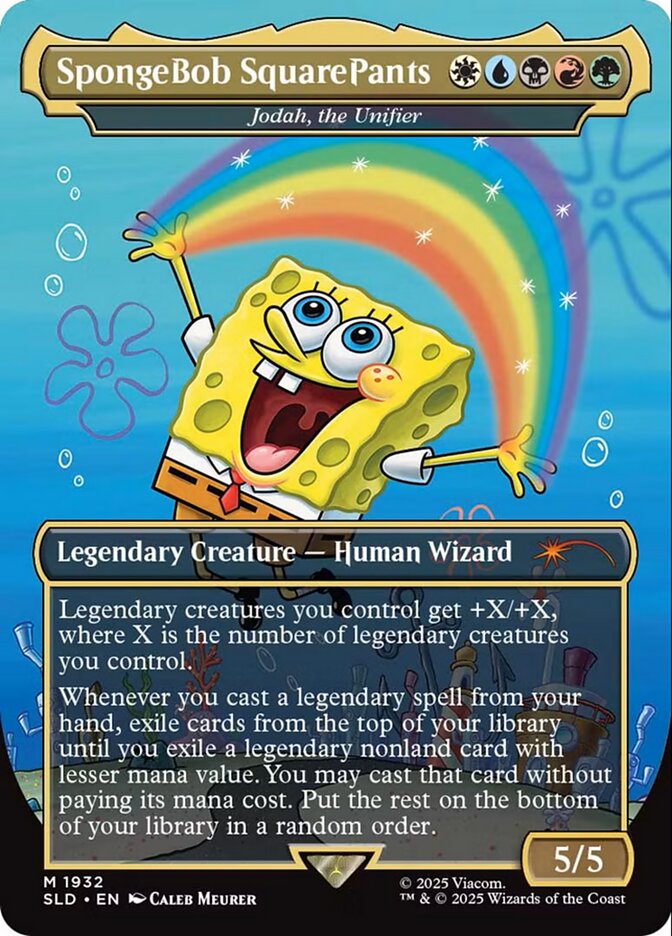 SpongeBob SquarePants
Jodah, the Unifier
Legendary Creature — Human Wizard
Legendary creatures you control get +X/+X,
where X is the number of legendary creatures
you control.
Whenever you cast a legendary spell from your
hand, exile cards from the top of your library
until you exile a legendary nonland card with
lesser mana value. You may cast that card without
paying its mana cost. Put the rest on the bottom
of your library in a random order.
5/5
M 1932
SLD • EN Caleb Meurer
© 2025 Viacom.
™ & © 2025 Wizards of the Coast